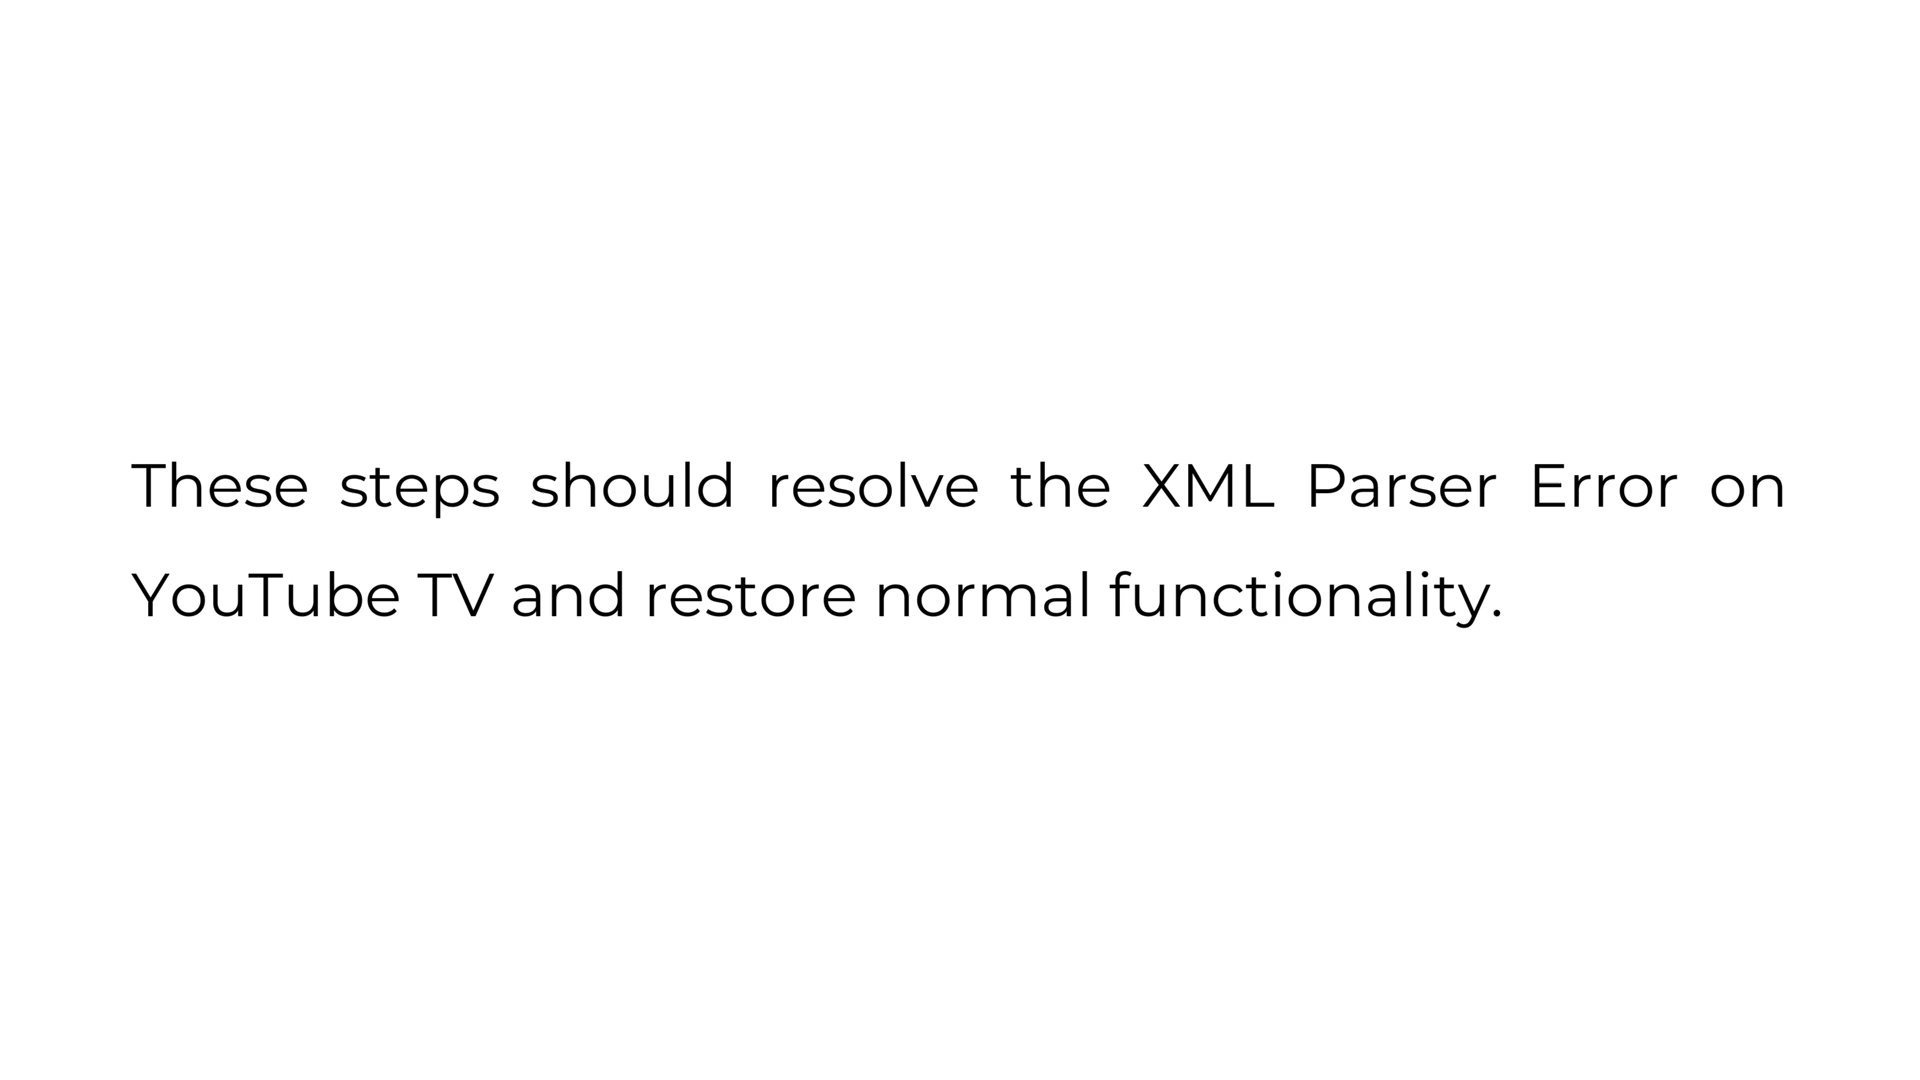 These steps should resolve the XML Parser Error on
YouTube TV and restore normal functionality.